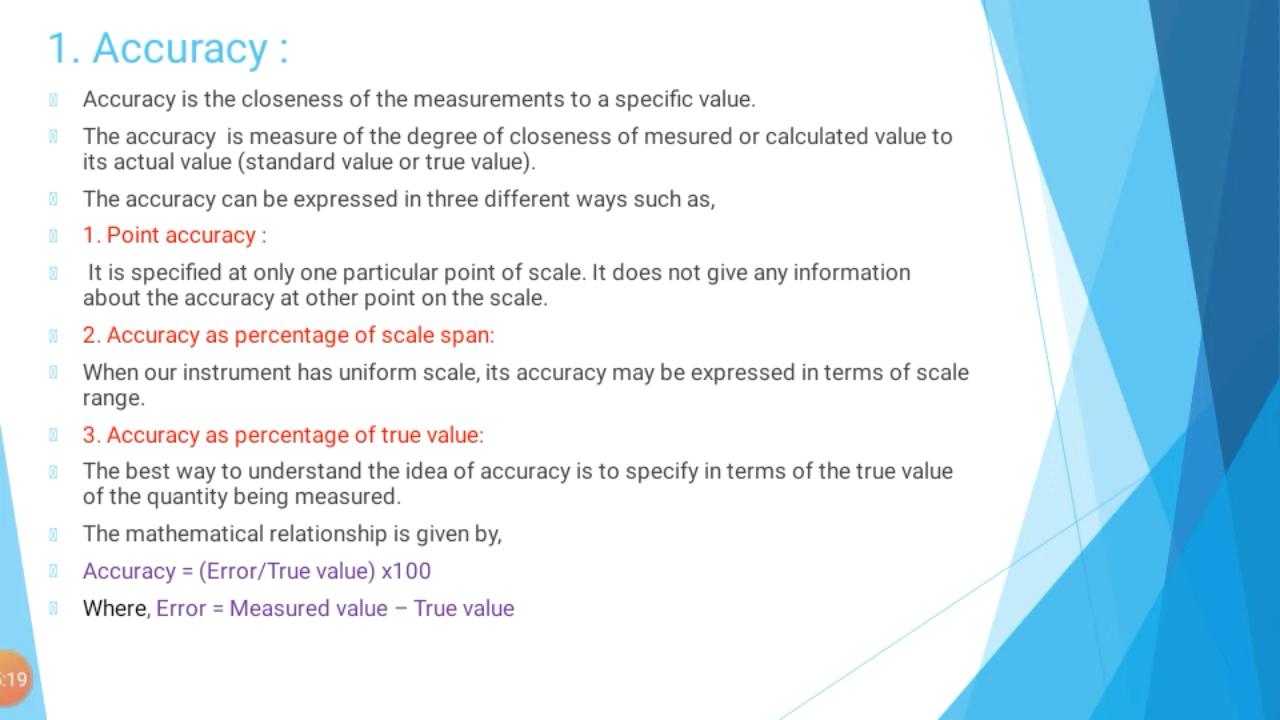 1. Accuracy :
Accuracy is the closeness of the measurements to a specific value.
The accuracy  is measure of the degree of closeness of mesured or calculated value to
its actual value (standard value or true value).
The accuracy can be expressed in three different ways such as,
1. Point accuracy :
It is specified at only one particular point of scale. It does not give any information
about the accuracy at other point on the scale.
2. Accuracy as percentage of scale span:
When our instrument has uniform scale, its accuracy may be expressed in terms of scale
range.
3. Accuracy as percentage of true value:
The best way to understand the idea of accuracy is to specify in terms of the true value
of the quantity being measured.
The mathematical relationship is given by,
Accuracy = (Error/True value) x100
Where, Error = Measured value – True value
:19